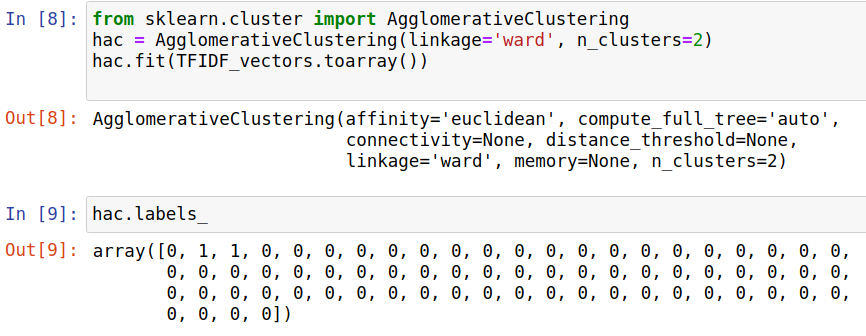 In [8]: from sklearn.cluster import AgglomerativeClustering
hac = AgglomerativeClustering(linkage='ward', n_clusters=2)
hac.fit(TFIDF_vectors.toarray())
Out[8]: AgglomerativeClustering(affinity='euclidean', compute_full_tree='auto',
connectivity=None, distance_threshold=None,
linkage='ward', memory=None, n_clusters=2)
In [9]: hac.labels_
Out[9]: array([0, 1, 1, 0, 0, 0, 0, 0, 0, 0, 0, 0, 0, 0, 0, 0, 0, 0, 0, 0, 0, 0,
0, 0, 0, 0, 0, 0, 0, 0, 0, 0, 0, 0, 0, 0, 0, 0, 0, 0, 0, 0, 0, 0,
0, 0, 0, 0, 0, 0, 0, 0, 0, 0, 0, 0, 0, 0, 0, 0, 0, 0, 0, 0, 0, 0,
0, 0, 0, 0])